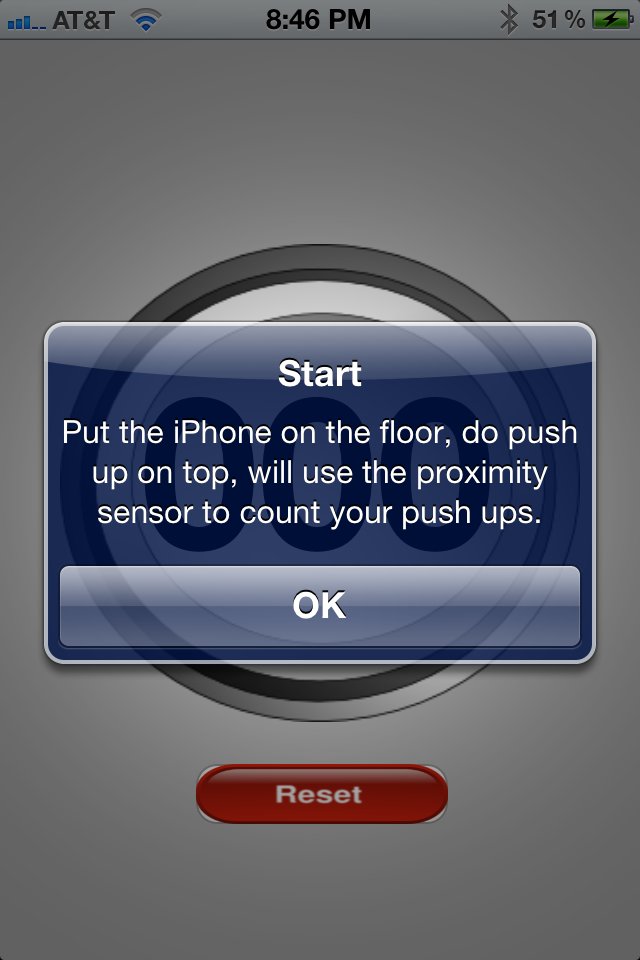 AT&T 8:46 PM 51%
000
Start
Put the iPhone on the floor, do push
up on top, will use the proximity
sensor to count your push ups.
OK
Reset